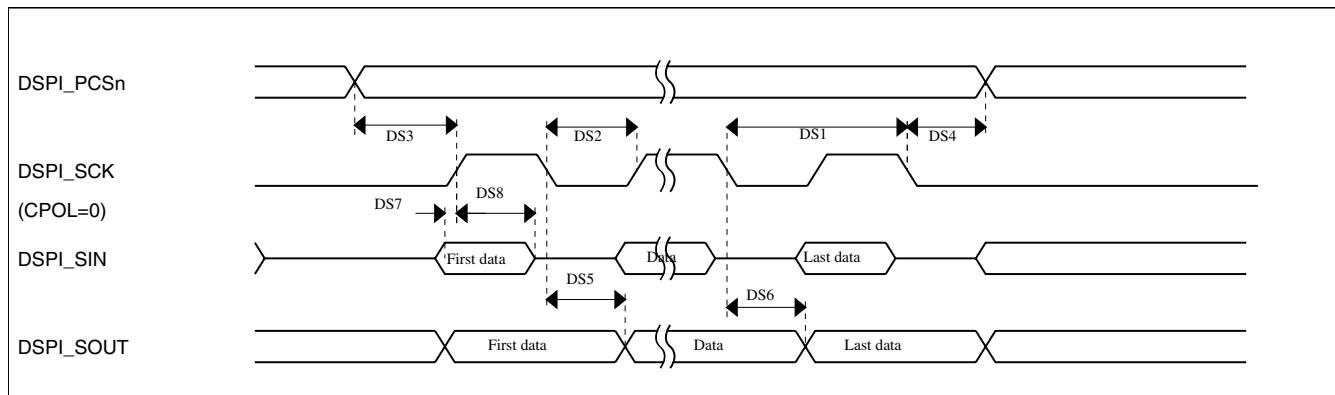 DSPI_PCSn
DS3
DS2
DS1
DS4
DSPI_SCK
(CPOL=0)
DS7
DS8
DSPI_SIN
First data
Data
Last data
DS5
DS6
DSPI_SOUT
First data
Data
Last data